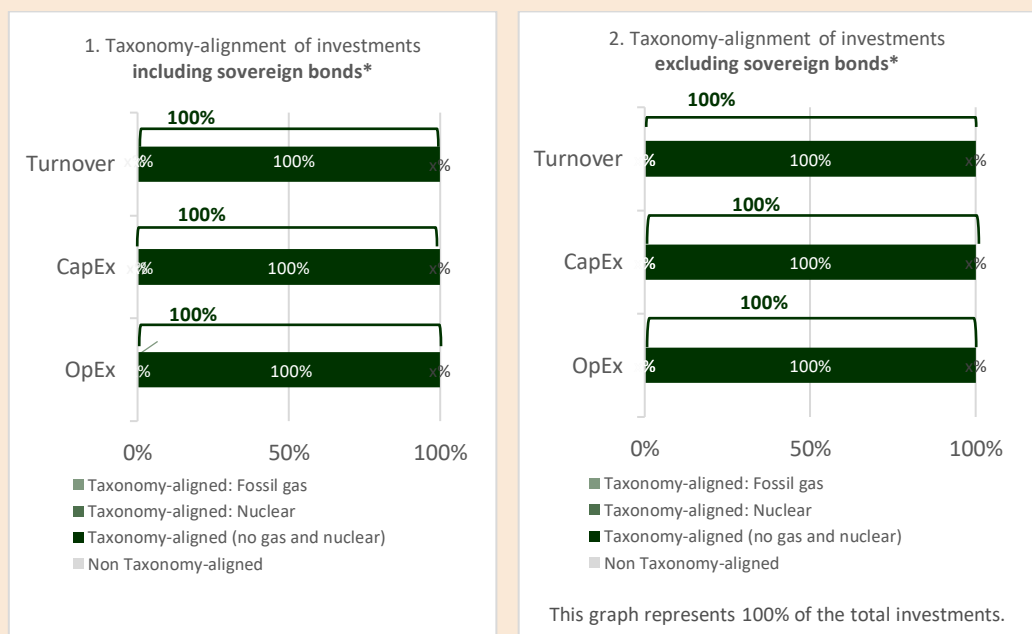 1. Taxonomy-alignment of investments
including sovereign bonds*
100%
Turnover
100%
x%
100%
CapEx
100%
x%
100%
OpEx
%
100%
x%
0%
50%
100%
Taxonomy-aligned: Fossil gas
Taxonomy-aligned: Nuclear
Taxonomy-aligned (no gas and nuclear)
Non Taxonomy-aligned
2. Taxonomy-alignment of investments
excluding sovereign bonds*
100%
Turnover
%
100%
x%
100%
CapEx
%
100%
x%
100%
OpEx
%
100%
x%
0%
50%
100%
Taxonomy-aligned: Fossil gas
Taxonomy-aligned: Nuclear
Taxonomy-aligned (no gas and nuclear)
Non Taxonomy-aligned
This graph represents 100% of the total investments.